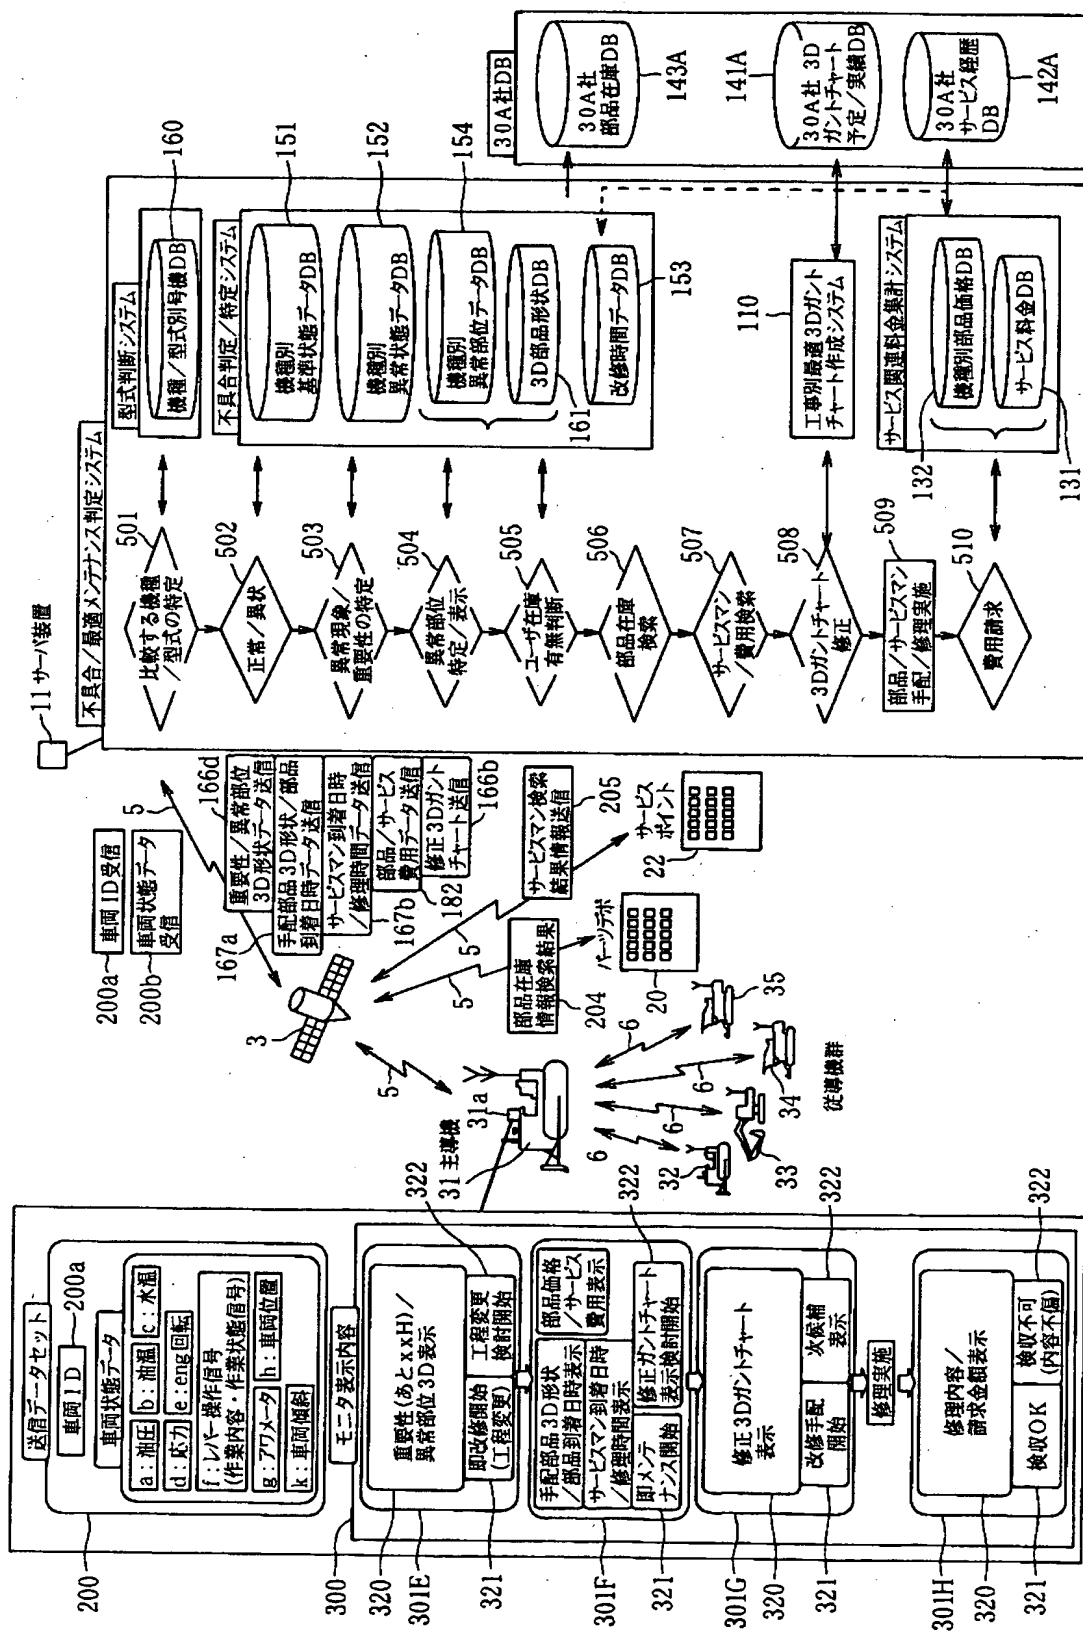 送信データセット
200
車両ID
200a
車両状態データ
a:油圧
b:油温
c:水温
d:応力
e:eng回転
f:レバー操作信号
(作業内容・作業状態信号)
g:アワメータ
h:車両位置
k:車両傾斜
300
モニタ表示内容
320
重要性(あとxxH)/
異常部位3D表示
301E
321
即改修開始
(工程変更)
工程変更
検討開始
322
301F
手配部品3D形状
/部品到着日時表示
部品価格
/サービス
費用表示
サービスマン到着日時
/修理時間表示
321
即メンテ
ナンス開始
修正ガントチャート
表示検討開始
322
301G
320
修正3Dガントチャート
表示
321
改修手配
開始
次候補
表示
322
修理実施
301H
320
修理内容/
請求金額表示
321
検収OK
検収不可
(内容不備)
322
31主導機
31a
3
5
5
5
5
6
6
6
6
32
33
34
35
従導機群
200a
車両ID受信
200b
車両状態データ
受信
166d
重要性/異常部位
3D形状データ送信
167a
手配部品3D形状/部品
到着日時データ送信
サービスマン到着日時
/修理時間データ送信
167b
部品/サービス
費用データ送信
182
修正3Dガント
チャート送信
166b
部品在庫
情報検索結果
204
サービスマン検索
結果情報送信
205
パーツデポ
20
サービス
ポイント
22
11サーバ装置
不具合/最適メンテナンス判定システム
501
比較する機種
/型式の特定
502
正常/異状
503
異常現象/
重要性の特定
504
異常部位
特定/表示
505
ユーザ在庫
有無判断
506
部品在庫
検索
507
サービスマン
/費用検索
508
3Dガントチャート
修正
509
部品/サービスマン
手配/修理実施
510
費用請求
型式判断システム
160
機種/型式別号機DB
不具合判定/特定システム
151
機種別
基準状態データDB
152
機種別
異常状態データDB
154
機種別
異常部位データDB
3D部品形状DB
161
改修時間データDB
153
110
工事別最適3Dガント
チャート作成システム
サービス関連料金集計システム
132
機種別部品価格DB
サービス料金DB
131
30A社DB
30A社
部品在庫DB
143A
30A社 3D
ガントチャート
予定/実績DB
141A
30A社
サービス経歴
DB
142A